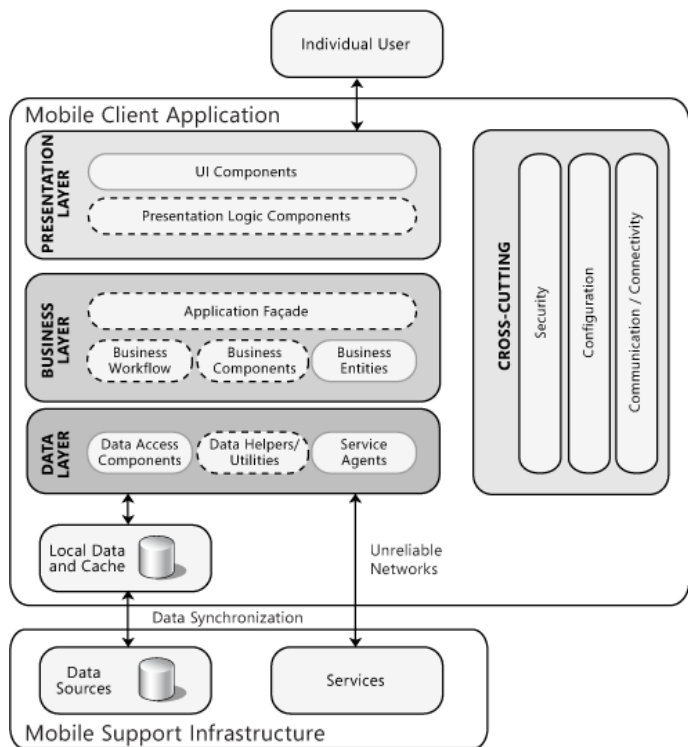 Individual User
Mobile Client Application
PRESENTATION
LAYER
UI Components
Presentation Logic Components
BUSINESS
LAYER
Application Façade
Business
Workflow
Business
Components
Business
Entities
DATA
LAYER
Data Access
Components
Data Helpers/
Utilities
Service
Agents
CROSS-CUTTING
Security
Configuration
Communication / Connectivity
Local Data
and Cache
Unreliable
Networks
Data Synchronization
Data
Sources
Services
Mobile Support Infrastructure